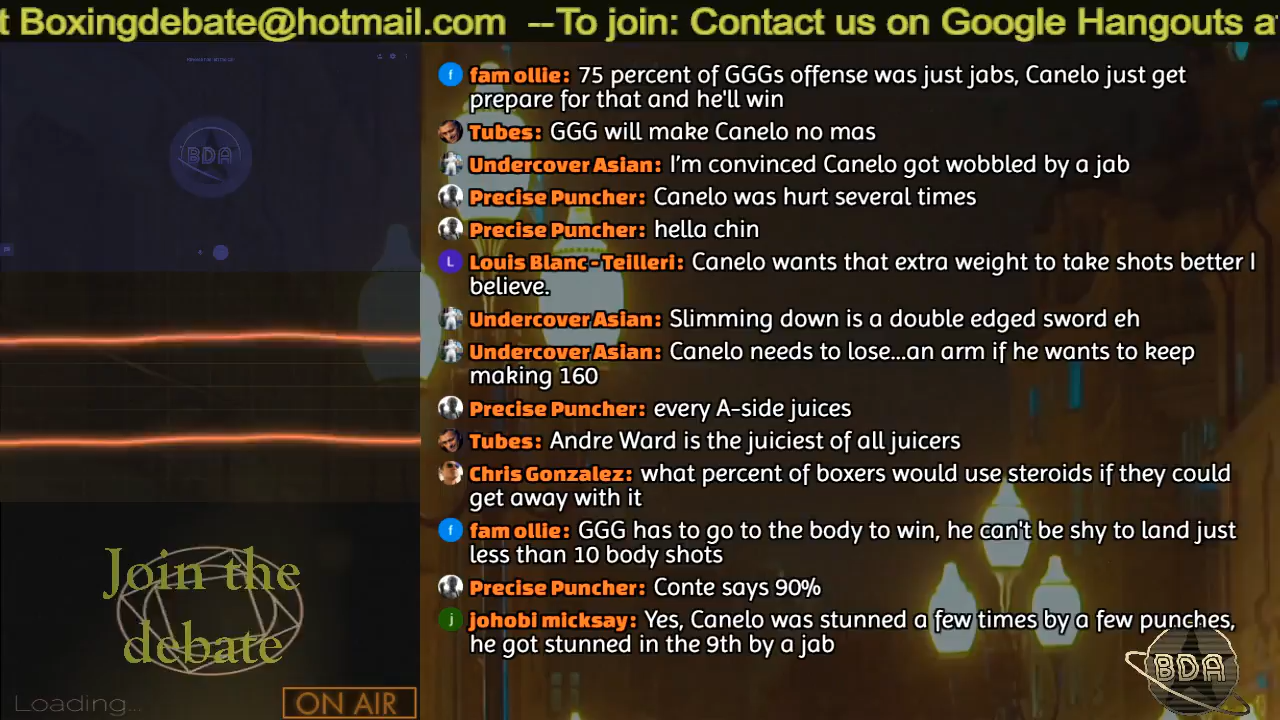 t Boxingdebate@hotmail.com --To join: Contact us on Google Hangouts a
BDA
fam ollie: 75 percent of GGGs offense was just jabs, Canelo just get
prepare for that and he'll win
Tubes: GGG will make Canelo no mas
Undercover Asian: I’m convinced Canelo got wobbled by a jab
Precise Puncher: Canelo was hurt several times
Precise Puncher: hella chin
L Louis Blanc-Teilleri: Canelo wants that extra weight to take shots better I
believe.
Undercover Asian: Slimming down is a double edged sword eh
Undercover Asian: Canelo needs to lose...an arm if he wants to keep
making 160
Precise Puncher: every A-side juices
Tubes: Andre Ward is the juiciest of all juicers
Chris Gonzalez: what percent of boxers would use steroids if they could
get away with it
f fam ollie: GGG has to go to the body to win, he can't be shy to land just
less than 10 body shots
Precise Puncher: Conte says 90%
j johobi micksay: Yes, Canelo was stunned a few times by a few punches,
he got stunned in the 9th by a jab
Join the
debate
Loading...
ON AIR
BDA